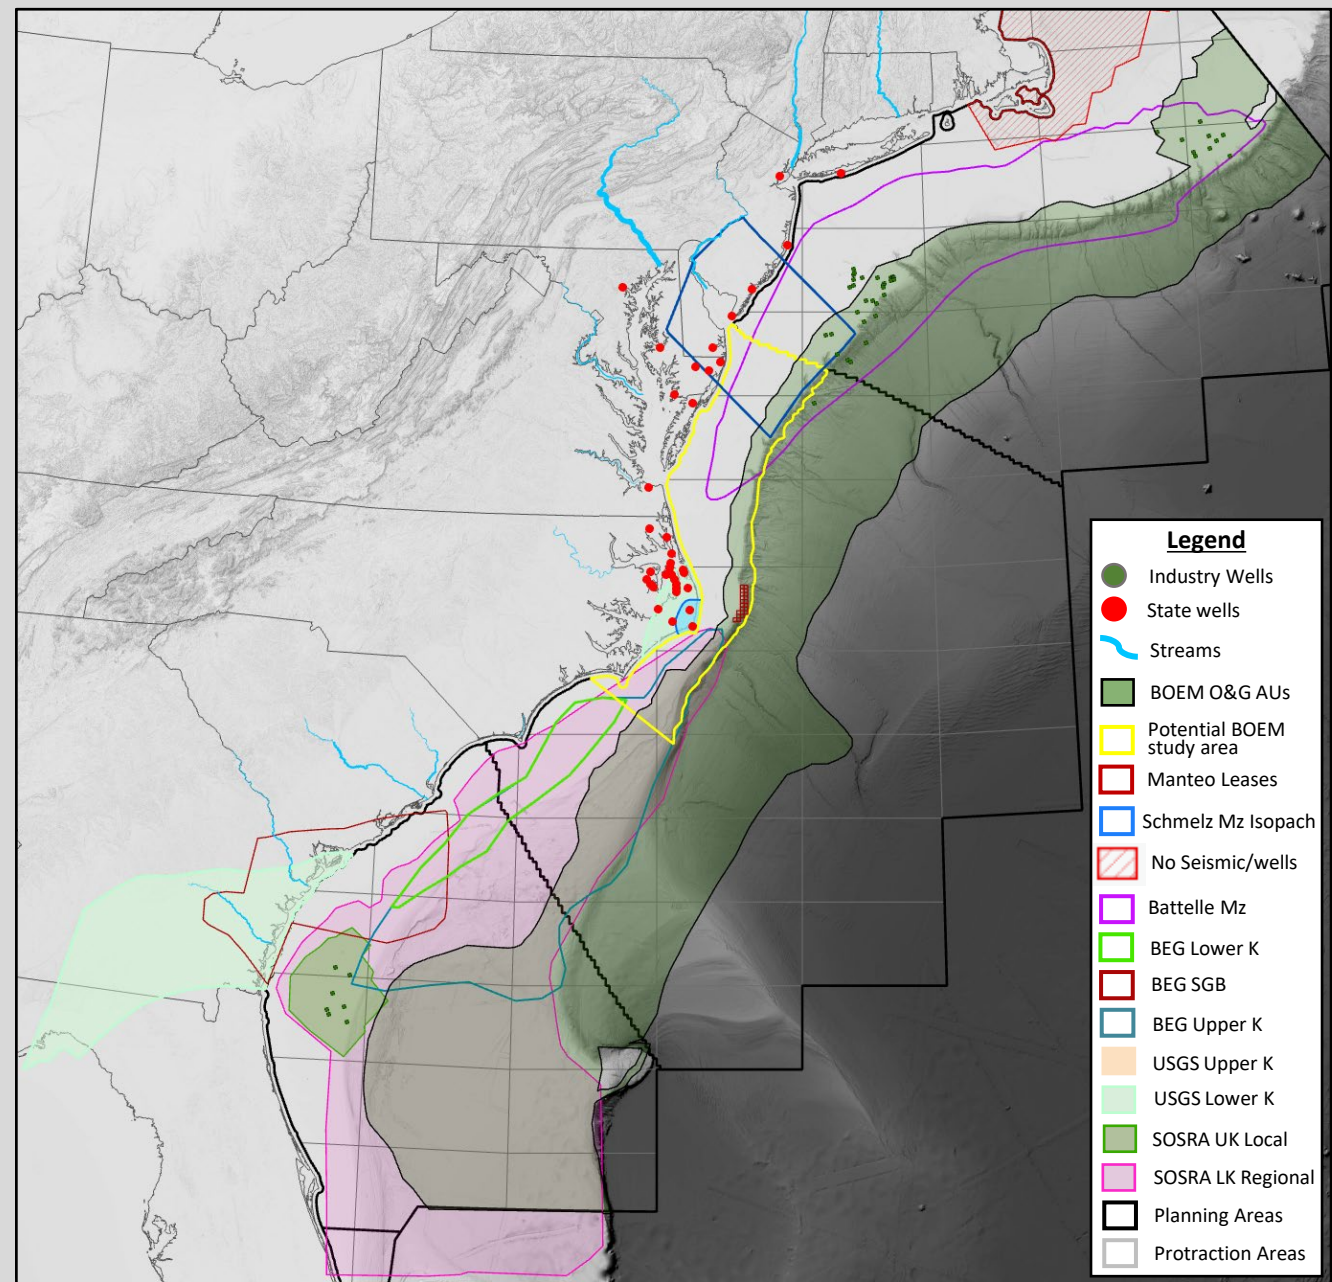 Legend
Industry Wells
State wells
Streams
BOEM O&G AUs
Potential BOEM
study area
Manteo Leases
Schmelz Mz Isopach
No Seismic/wells
Battelle Mz
BEG Lower K
BEG SGB
BEG Upper K
USGS Upper K
USGS Lower K
SOSRA UK Local
SOSRA LK Regional
Planning Areas
Protraction Areas